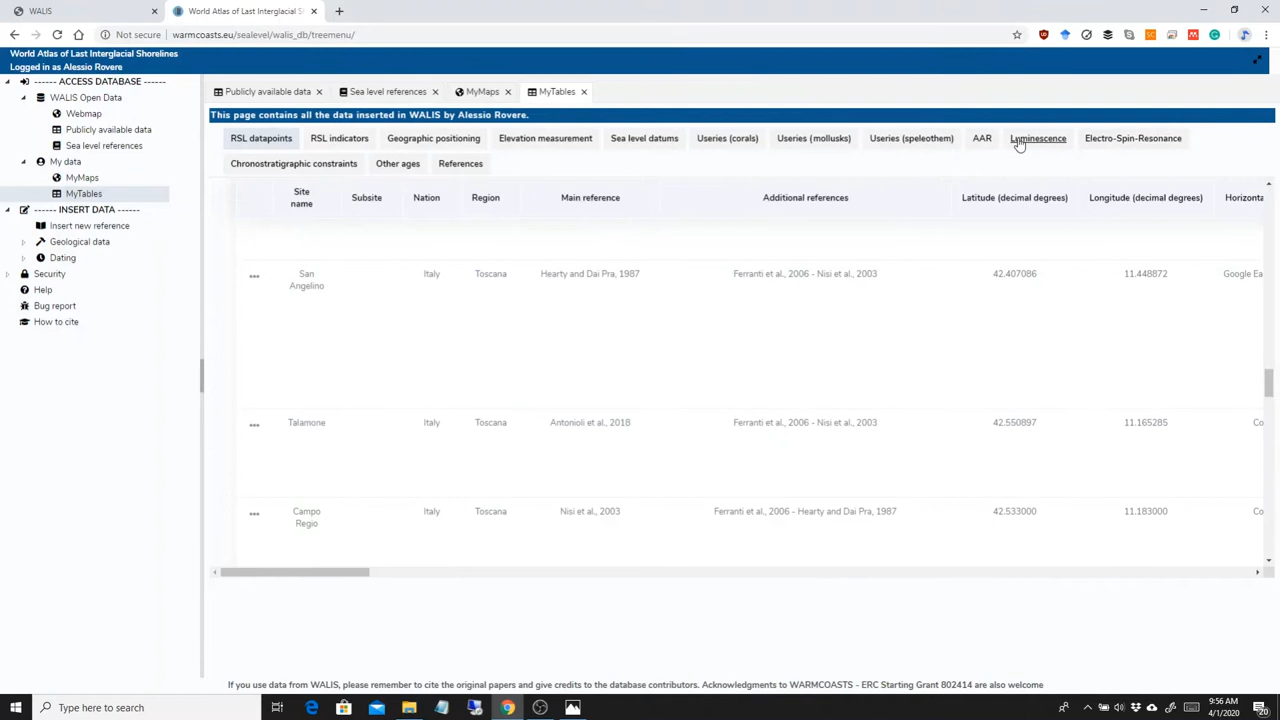 WALIS
World Atlas of Last Interglacial S
Not secure | warmcoasts.eu/sealevel/walis_db/treemenu/
World Atlas of Last Interglacial Shorelines
Logged in as Alessio Rovere
------ ACCESS DATABASE ------
WALIS Open Data
Webmap
Publicly available data
Sea level references
My data
MyMaps
MyTables
------ INSERT DATA ------
Insert new reference
Geological data
Dating
Security
Help
Bug report
How to cite
Publicly available data
Sea level references
MyMaps
MyTables
This page contains all the data inserted in WALIS by Alessio Rovere.
RSL datapoints RSL indicators Geographic positioning Elevation measurement Sea level datums Useries (corals) Useries (mollusks) Useries (speleothem) AAR Luminescence Electro-Spin-Resonance
Chronostratigraphic constraints Other ages References
Site name Subsite Nation Region Main reference Additional references Latitude (decimal degrees) Longitude (decimal degrees) Horizonta
San Angelino Italy Toscana Hearty and Dai Pra, 1987 Ferranti et al., 2006 - Nisi et al., 2003 42.407086 11.448872 Google Ea
Talamone Italy Toscana Antonioli et al., 2018 Ferranti et al., 2006 - Nisi et al., 2003 42.550897 11.165285 Co
Campo Regio Italy Toscana Nisi et al., 2003 Ferranti et al., 2006 - Hearty and Dai Pra, 1987 42.533000 11.183000 Co
If you use data from WALIS, please remember to cite the original papers and give credits to the database contributors. Acknowledgments to WARMCOASTS - ERC Starting Grant 802414 are also welcome
Type here to search
9:56 AM
4/1/2020
20